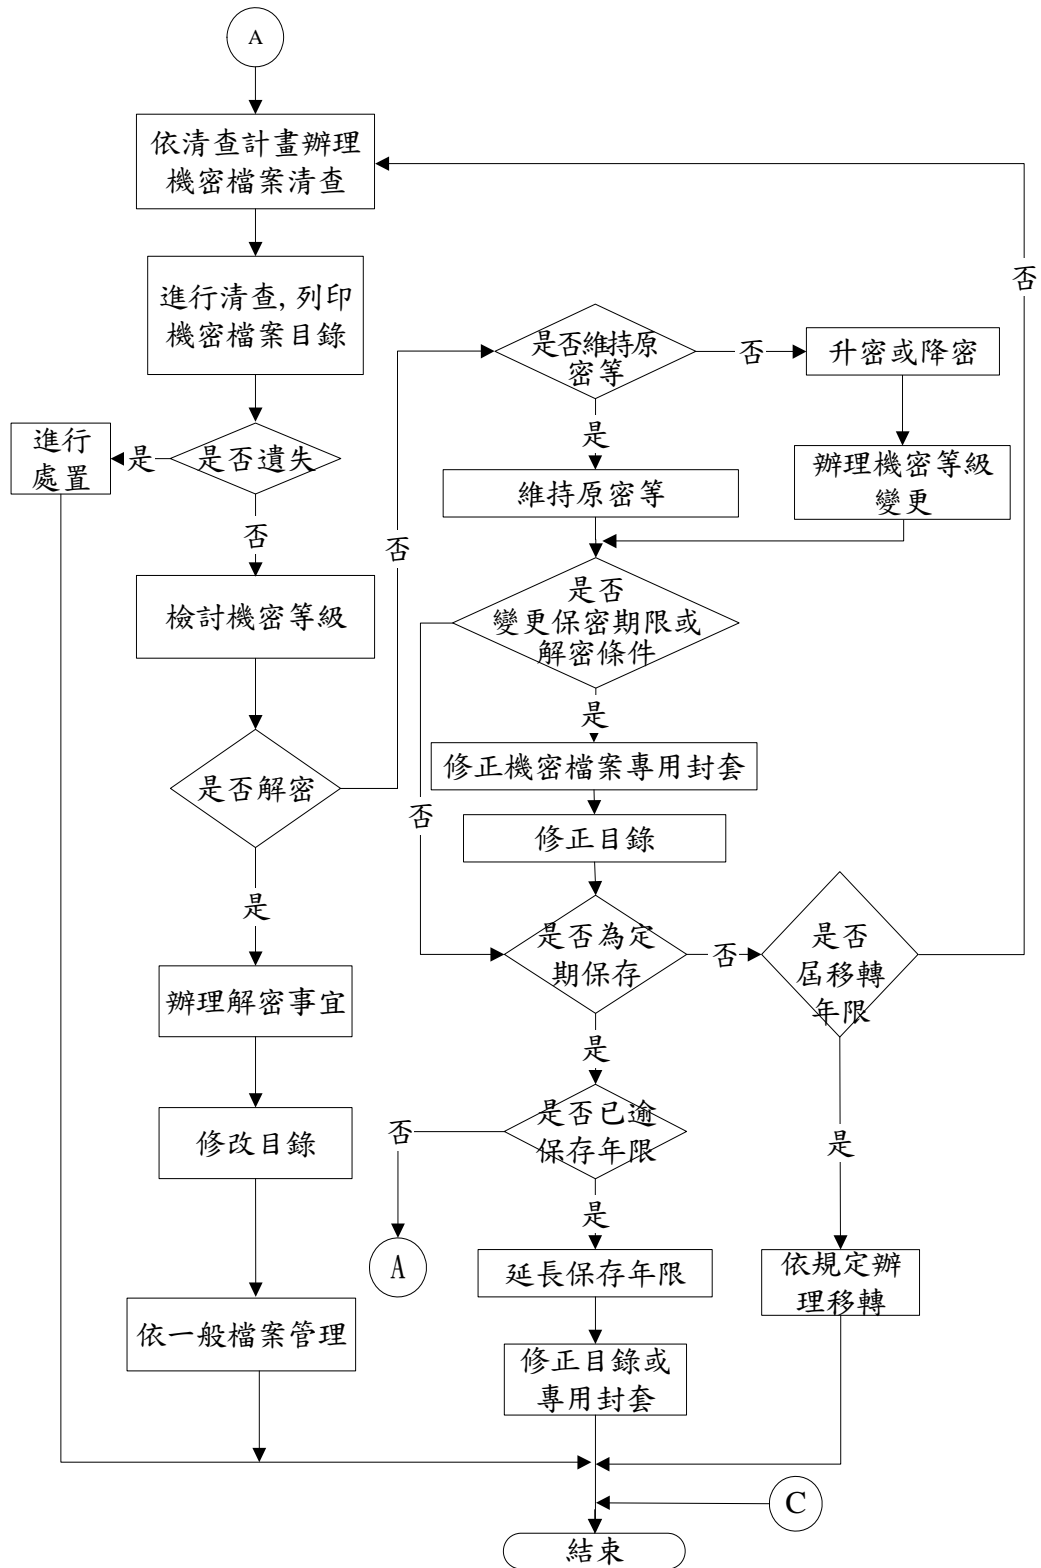 A
依清查計畫辦理
機密檔案清查
進行清查,列印
機密檔案目錄
是否遺失
是
進行
處置
否
檢討機密等級
是否解密
否
是
辦理解密事宜
修改目錄
依一般檔案管理
是否維持原
密等
否
升密或降密
辦理機密等級
變更
是
維持原密等
是否
變更保密期限或
解密條件
否
是
修正機密檔案專用封套
修正目錄
是否為定
期保存
否
是否
屆移轉
年限
否
是
依規定辦
理移轉
是
是否已逾
保存年限
否
A
是
延長保存年限
修正目錄或
專用封套
C
結束